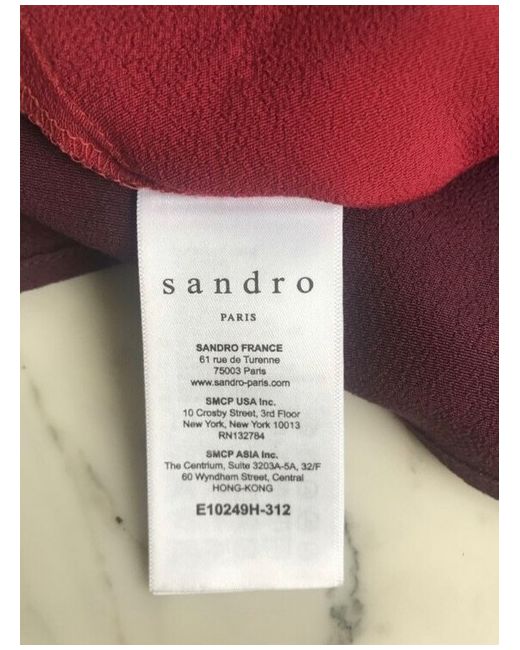 sandro
PARIS
SANDRO FRANCE
61 rue de Turenne
75003 Paris
www.sandro-paris.com
SMCP USA Inc.
10 Crosby Street, 3rd Floor
New York, New York 10013
RN132784
SMCP ASIA Inc.
The Centrium, Suite 3203A-5A, 32/F
60 Wyndham Street, Central
HONG-KONG
E10249H-312